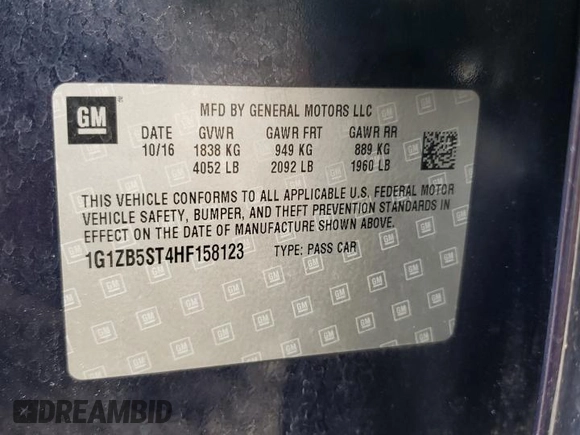 GM
MFD BY GENERAL MOTORS LLC
DATE GVWR GAWR FRT GAWR RR
10/16 1838 KG 949 KG 889 KG
4052 LB 2092 LB 1960 LB
THIS VEHICLE CONFORMS TO ALL APPLICABLE U.S. FEDERAL MOTOR
VEHICLE SAFETY, BUMPER, AND THEFT PREVENTION STANDARDS IN
EFFECT ON THE DATE OF MANUFACTURE SHOWN ABOVE.
1G1ZB5ST4HF158123 TYPE: PASS CAR
DREAMBID